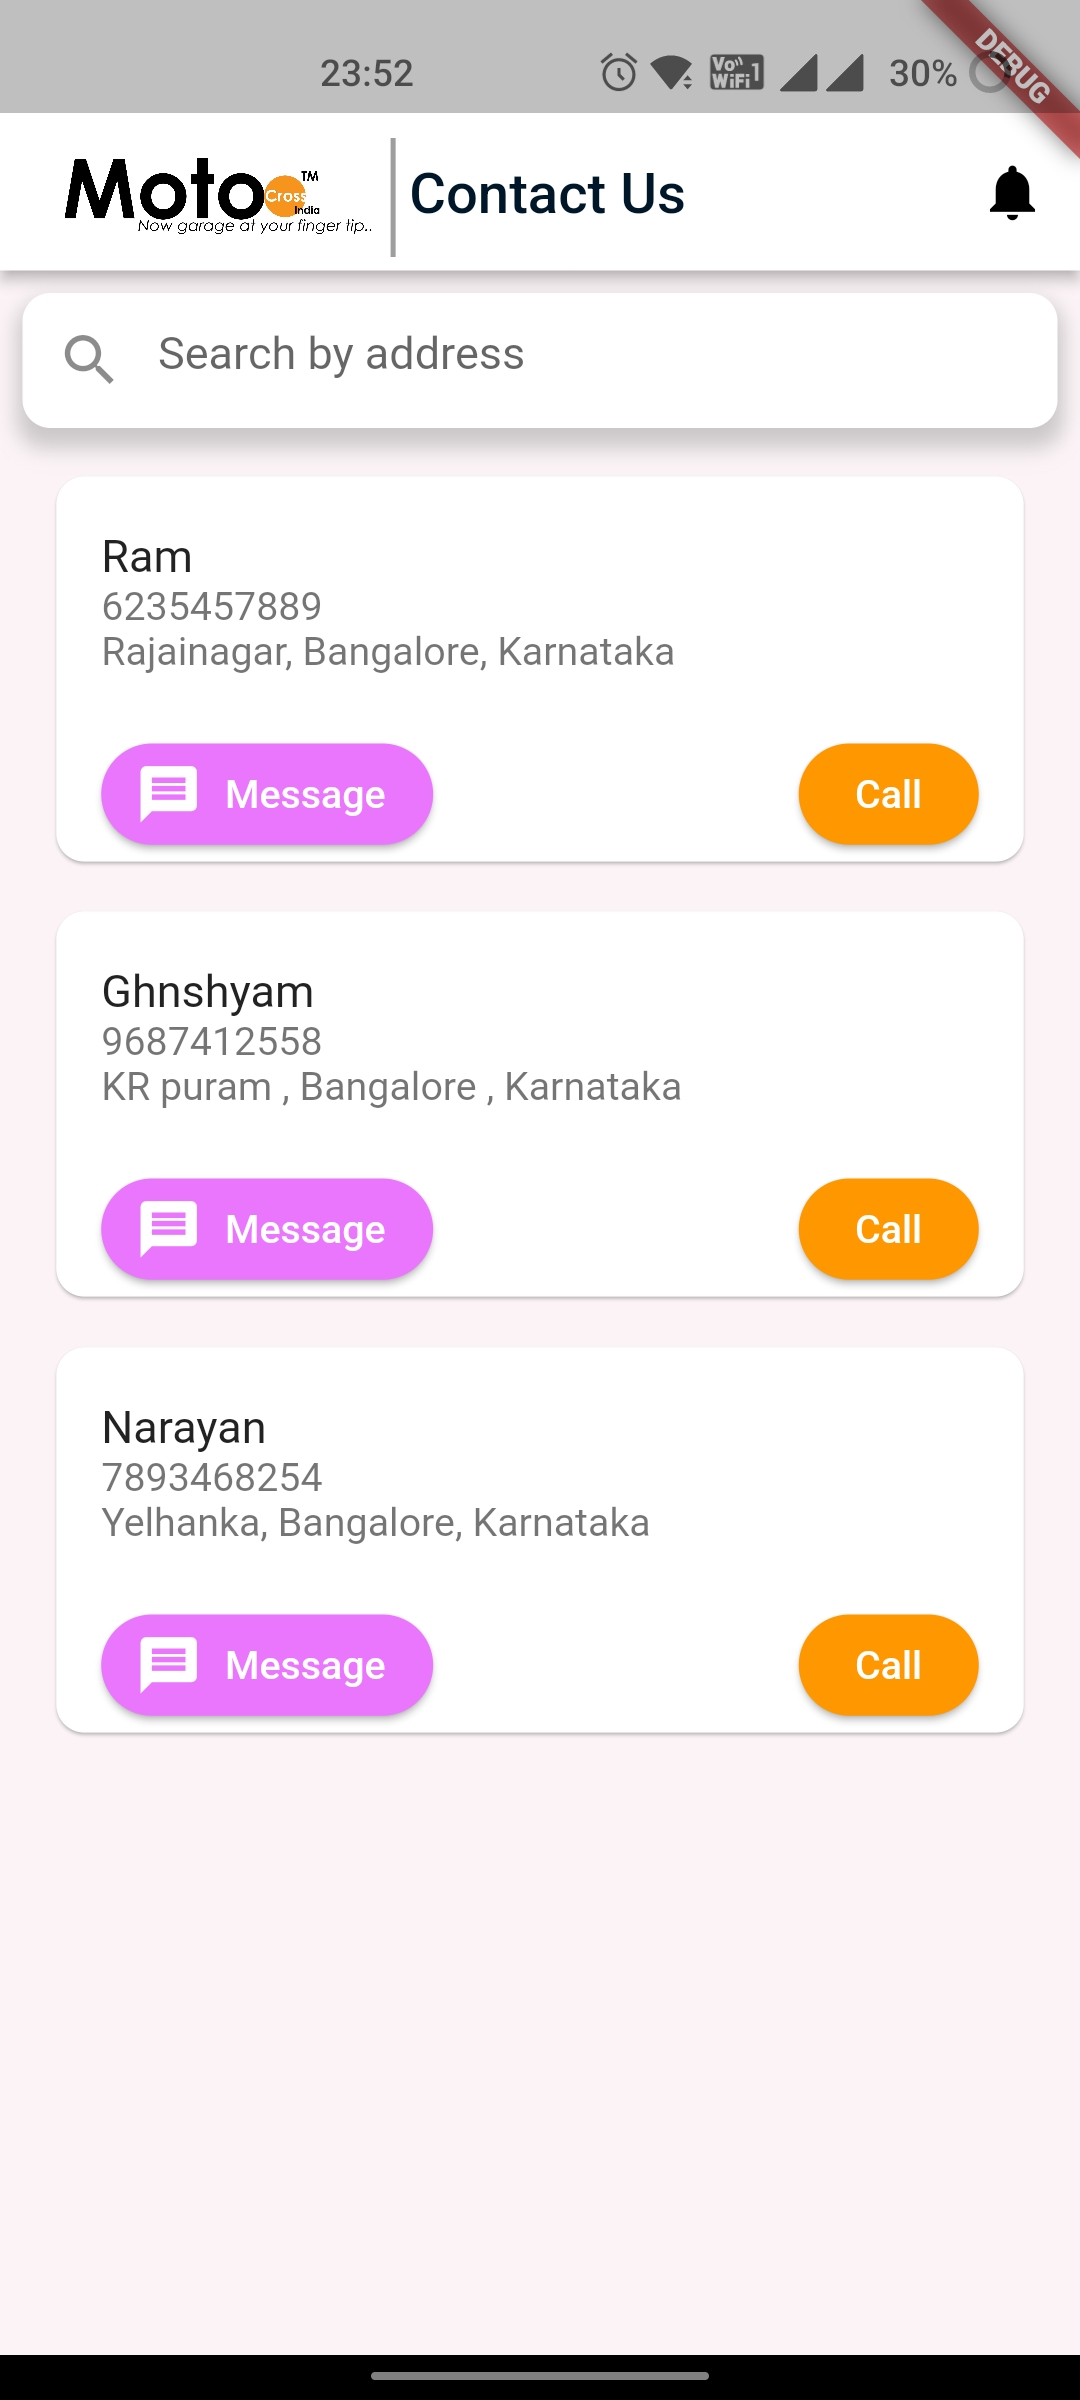 23:52
Vo WiFi 1
30%
DEBUG
Moto Cross India TM
Now garage at your finger tip..
Contact Us
Search by address
Ram
6235457889
Rajainagar, Bangalore, Karnataka
Message
Call
Ghnshyam
9687412558
KR puram , Bangalore , Karnataka
Message
Call
Narayan
7893468254
Yelhanka, Bangalore, Karnataka
Message
Call